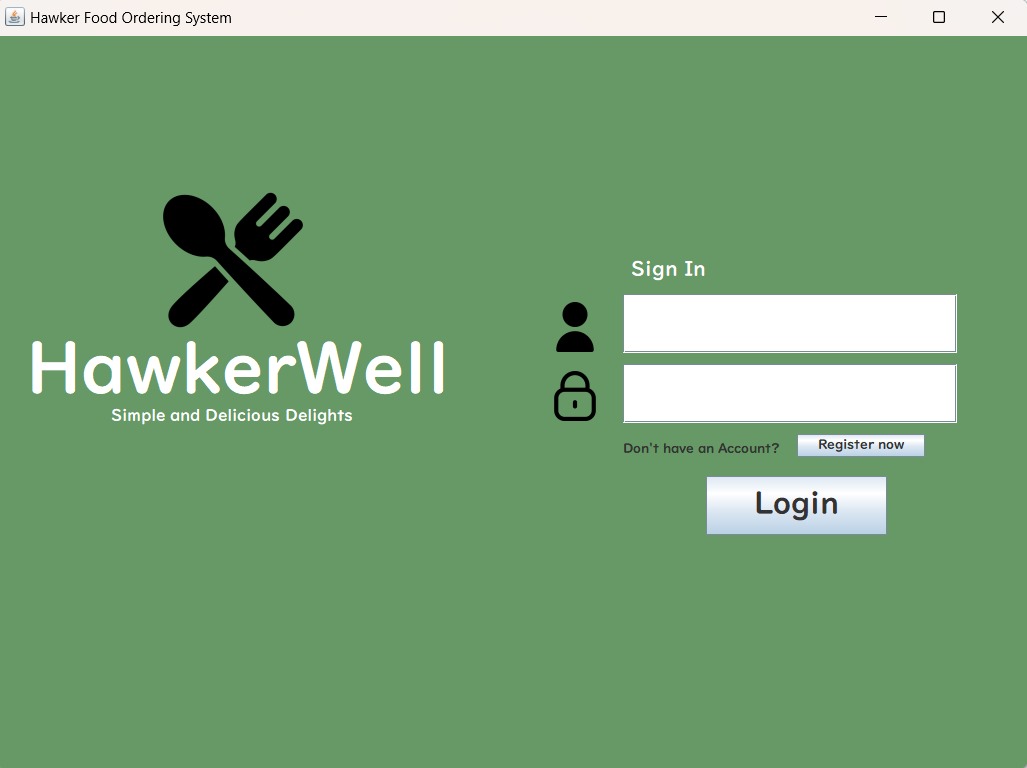 Hawker Food Ordering System
HawkerWell
Simple and Delicious Delights
Sign In
Don't have an Account?
Register now
Login